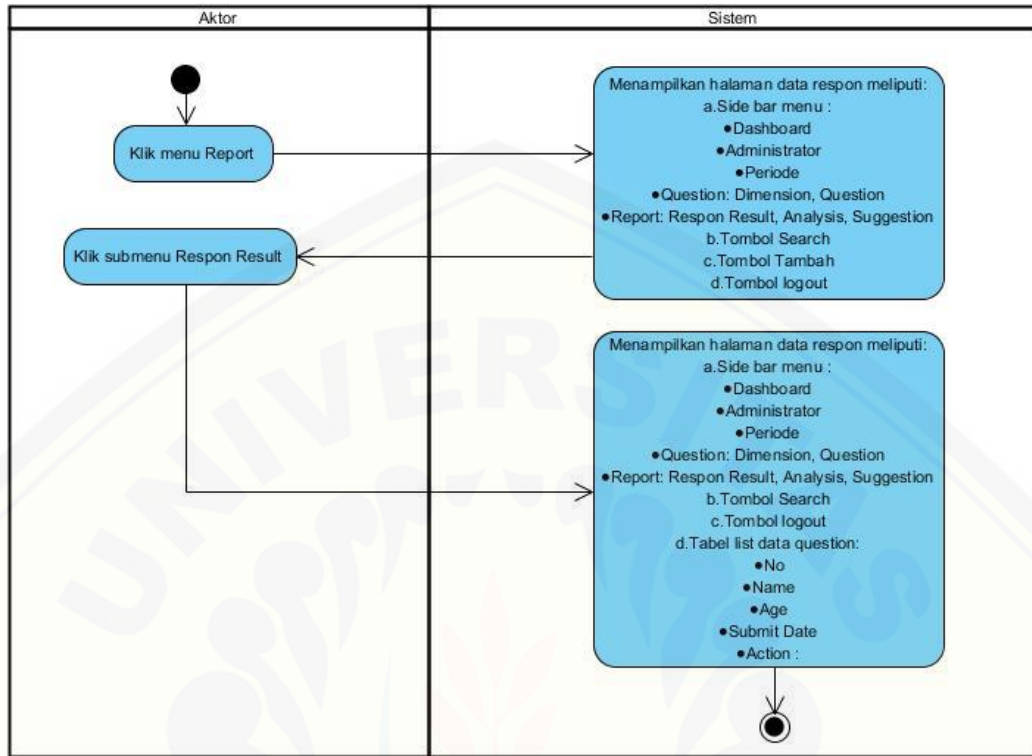 Aktor
Sistem
Klik menu Report
Menampilkan halaman data respon meliputi:
a.Side bar menu :
●Dashboard
●Administrator
●Periode
●Question: Dimension, Question
●Report: Respon Result, Analysis, Suggestion
b.Tombol Search
c.Tombol Tambah
d.Tombol logout
Klik submenu Respon Result
Menampilkan halaman data respon meliputi:
a.Side bar menu :
●Dashboard
●Administrator
●Periode
●Question: Dimension, Question
●Report: Respon Result, Analysis, Suggestion
b.Tombol Search
c.Tombol logout
d.Tabel list data question:
●No
●Name
●Age
●Submit Date
●Action :
UNIVERSITAS